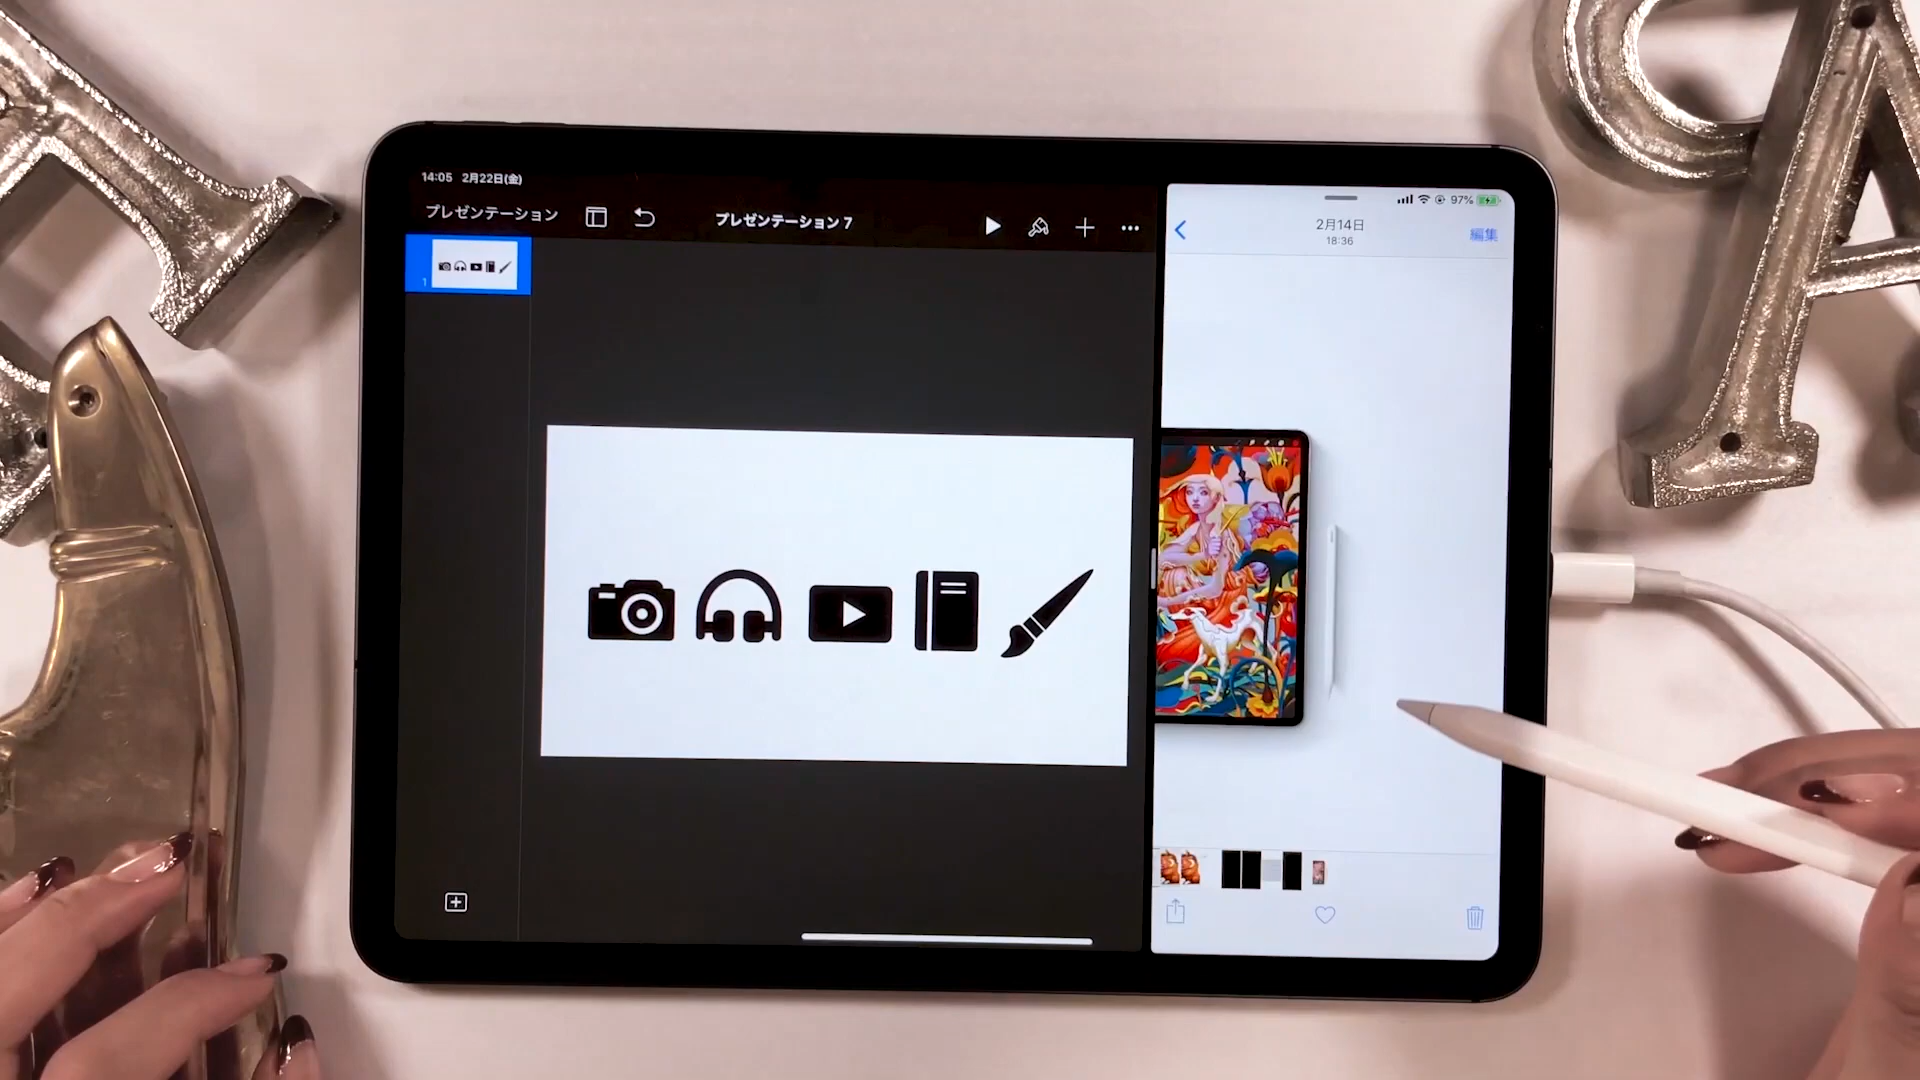 14:05 2月22日(金)
97%
プレゼンテーション
プレゼンテーション 7
2月14日
18:36
編集
1